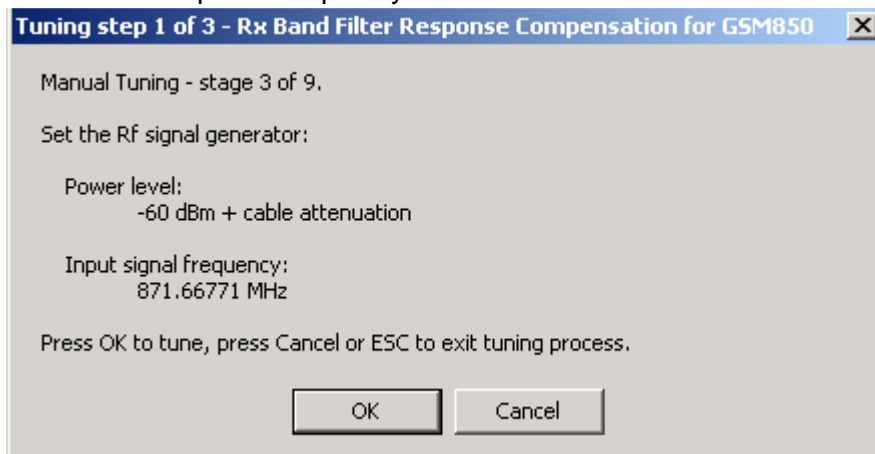 Tuning step 1 of 3 - Rx Band Filter Response Compensation for GSM850
Manual Tuning - stage 3 of 9.
Set the Rf signal generator:
Power level:
-60 dBm + cable attenuation
Input signal frequency:
871.66771 MHz
Press OK to tune, press Cancel or ESC to exit tuning process.
OK Cancel